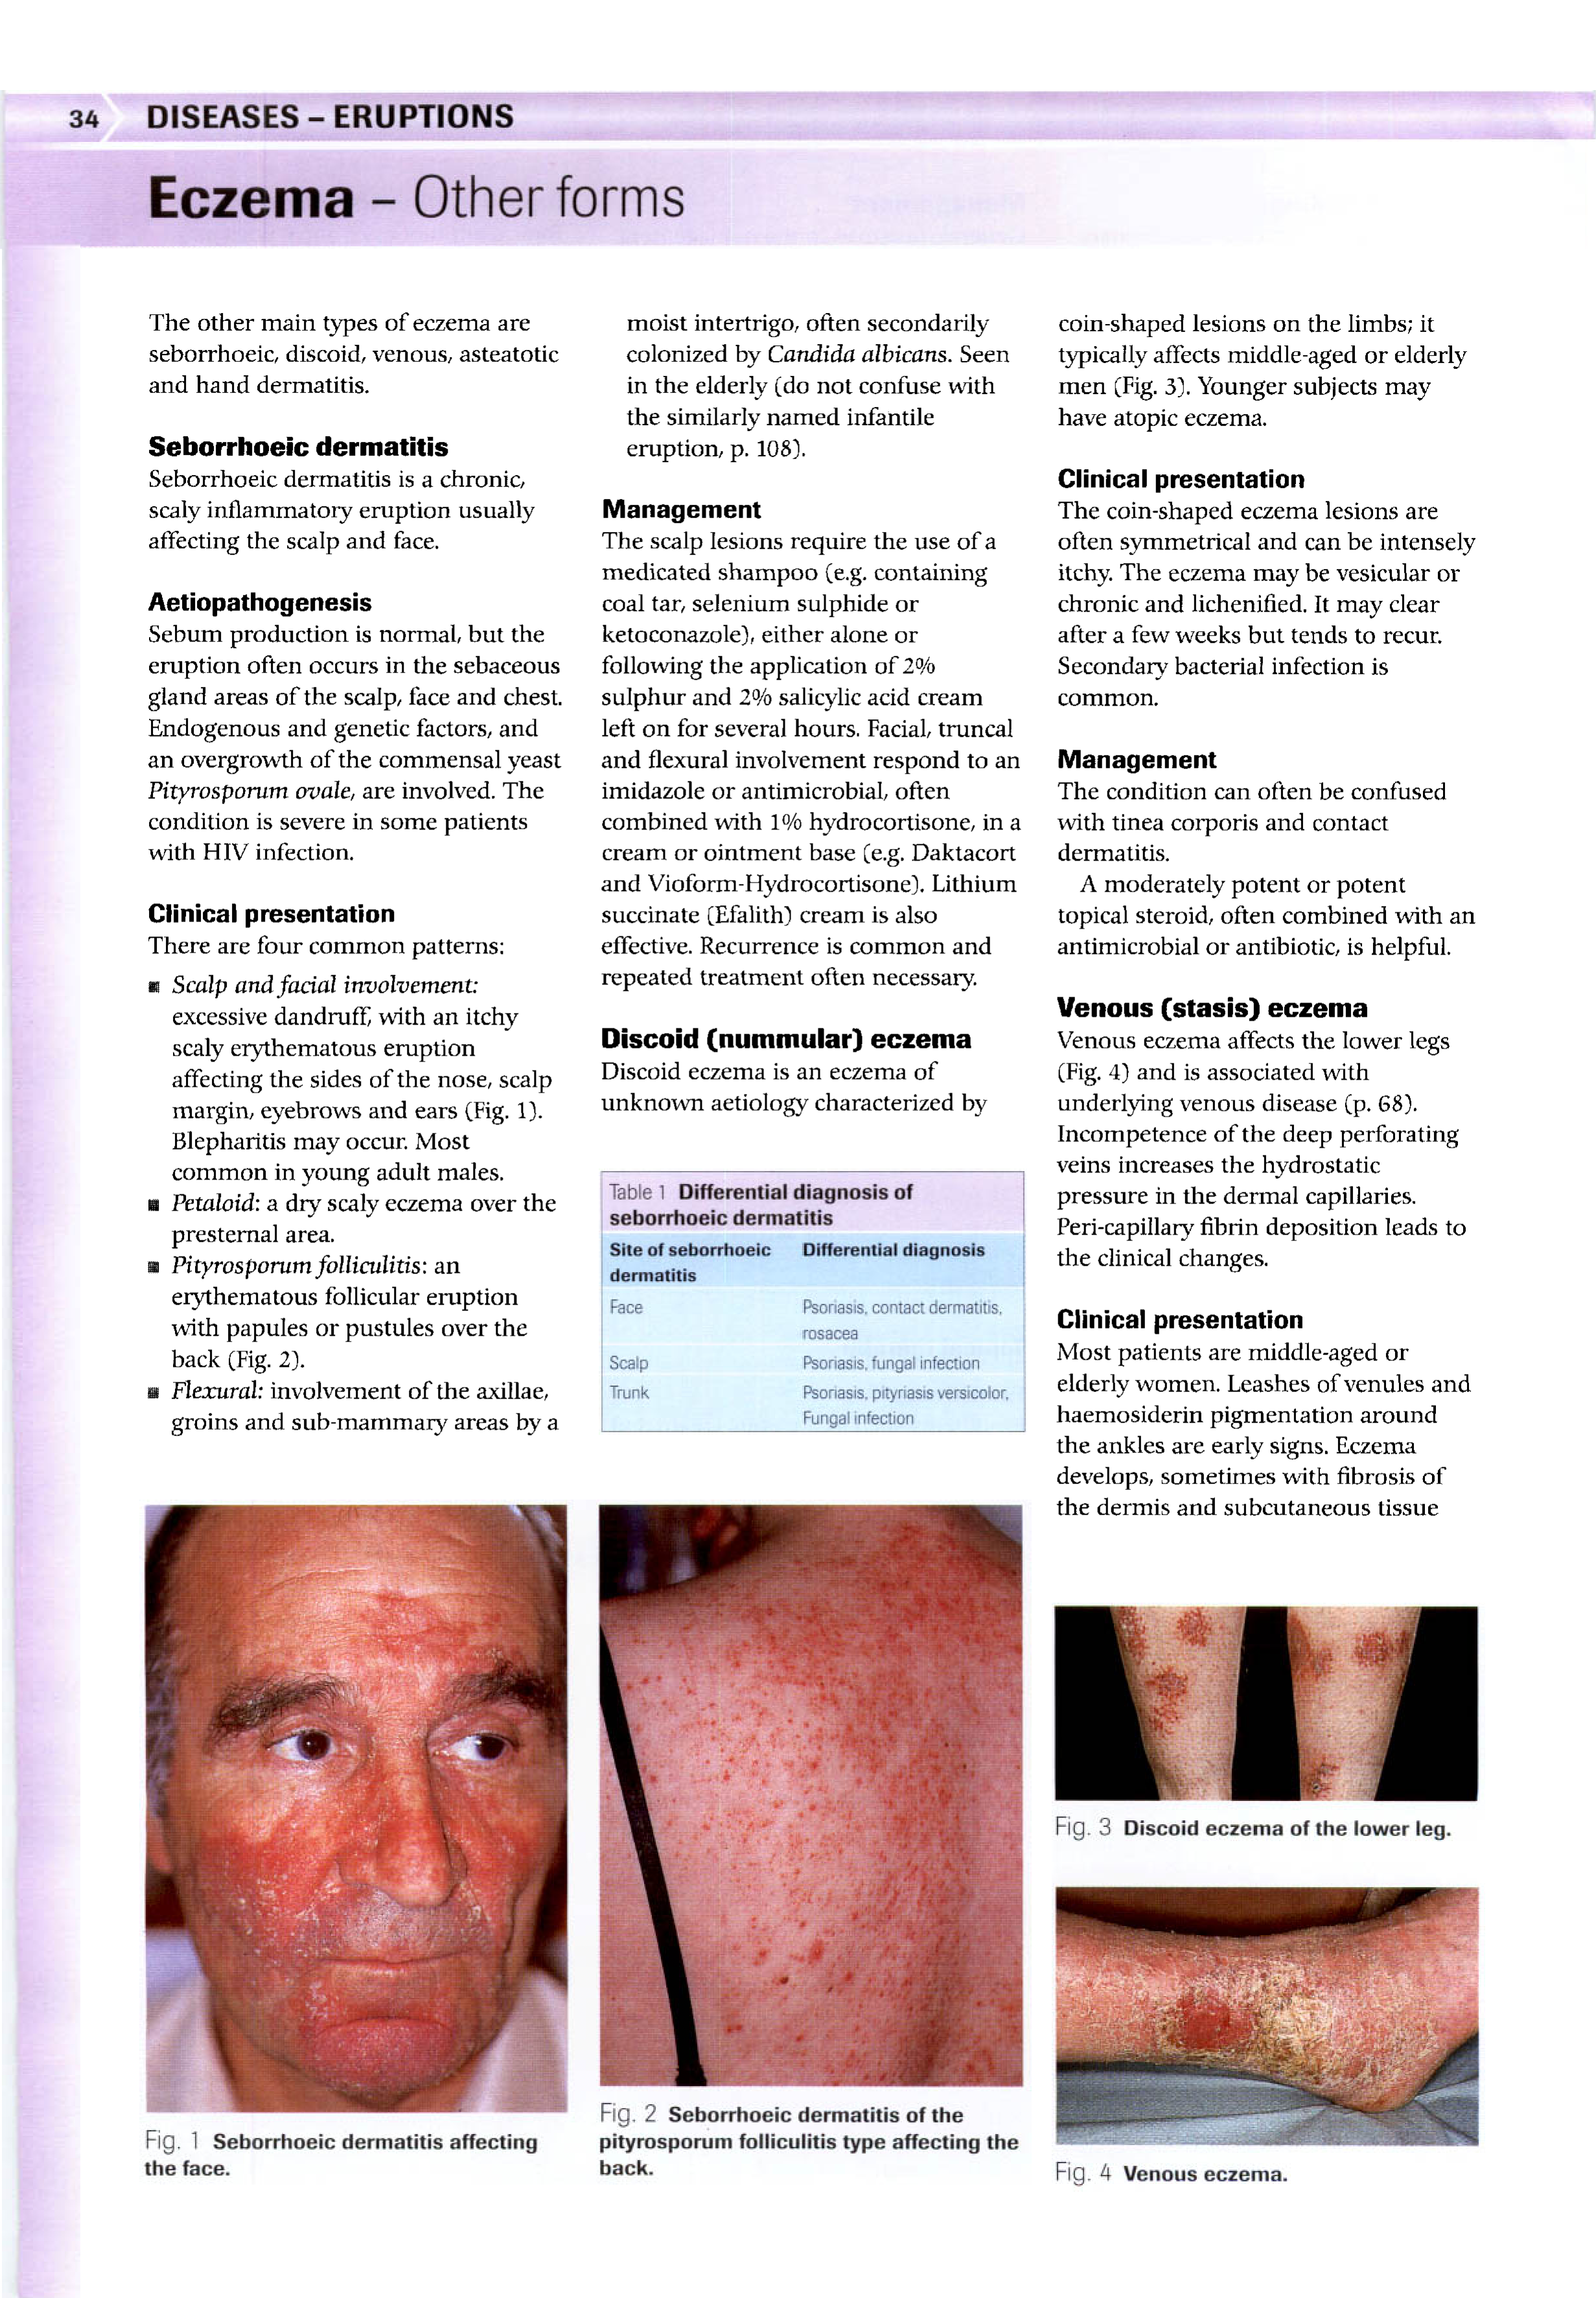 34 DISEASES – ERUPTIONS
Eczema – Other forms
The other main types of eczema are
seborrhoeic, discoid, venous, asteatotic
and hand dermatitis.
Seborrhoeic dermatitis
Seborrhoeic dermatitis is a chronic,
scaly inflammatory eruption usually
affecting the scalp and face.
Aetiopathogenesis
Sebum production is normal, but the
eruption often occurs in the sebaceous
gland areas of the scalp, face and chest.
Endogenous and genetic factors, and
an overgrowth of the commensal yeast
Pityrosporum ovale, are involved. The
condition is severe in some patients
with HIV infection.
Clinical presentation
There are four common patterns:
■ Scalp and facial involvement:
excessive dandruff, with an itchy
scaly erythematous eruption
affecting the sides of the nose, scalp
margin, eyebrows and ears (Fig. 1).
Blepharitis may occur. Most
common in young adult males.
■ Petaloid: a dry scaly eczema over the
presternal area.
■ Pityrosporum folliculitis: an
erythematous follicular eruption
with papules or pustules over the
back (Fig. 2).
■ Flexural: involvement of the axillae,
groins and sub-mammary areas by a
moist intertrigo, often secondarily
colonized by Candida albicans. Seen
in the elderly (do not confuse with
the similarly named infantile
eruption, p. 108).
Management
The scalp lesions require the use of a
medicated shampoo (e.g. containing
coal tar, selenium sulphide or
ketoconazole), either alone or
following the application of 2%
sulphur and 2% salicylic acid cream
left on for several hours. Facial, truncal
and flexural involvement respond to an
imidazole or antimicrobial, often
combined with 1% hydrocortisone, in a
cream or ointment base (e.g. Daktacort
and Vioform-Hydrocortisone). Lithium
succinate (Efalith) cream is also
effective. Recurrence is common and
repeated treatment often necessary.
Discoid (nummular) eczema
Discoid eczema is an eczema of
unknown aetiology characterized by
Table 1 Differential diagnosis of
seborrhoeic dermatitis
Site of seborrhoeic Differential diagnosis
dermatitis
Face Psoriasis, contact dermatitis,
rosacea
Scalp Psoriasis, fungal infection
Trunk Psoriasis, pityriasis versicolor,
Fungal infection
coin-shaped lesions on the limbs; it
typically affects middle-aged or elderly
men (Fig. 3). Younger subjects may
have atopic eczema.
Clinical presentation
The coin-shaped eczema lesions are
often symmetrical and can be intensely
itchy. The eczema may be vesicular or
chronic and lichenified. It may clear
after a few weeks but tends to recur.
Secondary bacterial infection is
common.
Management
The condition can often be confused
with tinea corporis and contact
dermatitis.
A moderately potent or potent
topical steroid, often combined with an
antimicrobial or antibiotic, is helpful.
Venous (stasis) eczema
Venous eczema affects the lower legs
(Fig. 4) and is associated with
underlying venous disease (p. 68).
Incompetence of the deep perforating
veins increases the hydrostatic
pressure in the dermal capillaries.
Peri-capillary fibrin deposition leads to
the clinical changes.
Clinical presentation
Most patients are middle-aged or
elderly women. Leashes of venules and
haemosiderin pigmentation around
the ankles are early signs. Eczema
develops, sometimes with fibrosis of
the dermis and subcutaneous tissue
Fig. 1 Seborrhoeic dermatitis affecting
the face.
Fig. 2 Seborrhoeic dermatitis of the
pityrosporum folliculitis type affecting the
back.
Fig. 3 Discoid eczema of the lower leg.
Fig. 4 Venous eczema.